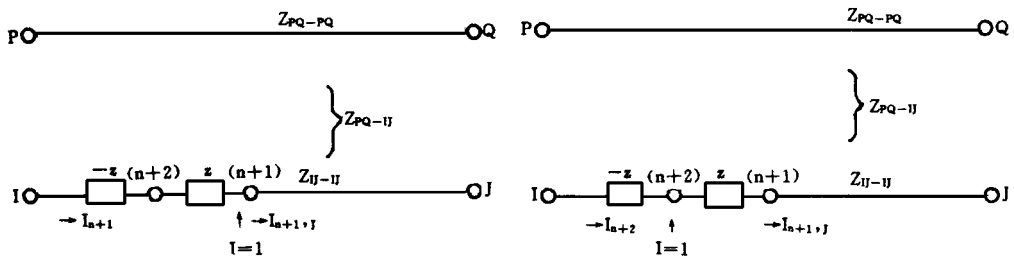 Z_PQ-PQ
P Q
Z_PQ-IJ
-z (n+2) z (n+1)
Z_IJ-IJ
I J
→I_n+1 ↑ →I_n+1,J
I=1
Z_PQ-PQ
P Q
Z_PQ-IJ
-z (n+2) z (n+1)
Z_IJ-IJ
I J
→I_n+2 ↑ →I_n+1,J
I=1